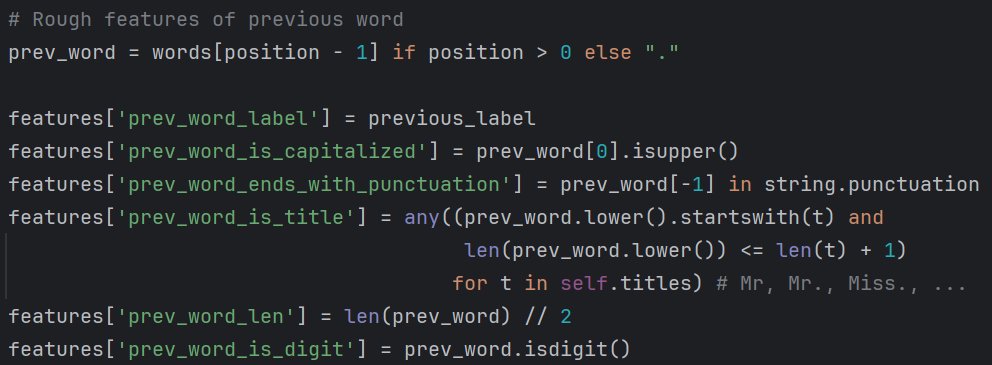 # Rough features of previous word
prev_word = words[position - 1] if position > 0 else "."
features['prev_word_label'] = previous_label
features['prev_word_is_capitalized'] = prev_word[0].isupper()
features['prev_word_ends_with_punctuation'] = prev_word[-1] in string.punctuation
features['prev_word_is_title'] = any((prev_word.lower().startswith(t) and
len(prev_word.lower()) <= len(t) + 1)
for t in self.titles) # Mr, Mr., Miss., ...
features['prev_word_len'] = len(prev_word) // 2
features['prev_word_is_digit'] = prev_word.isdigit()